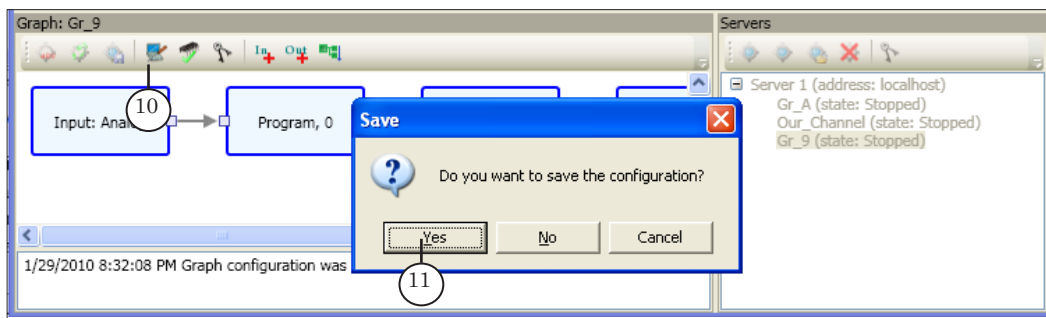 Graph: Gr_9
Servers
In
Out
10
Input: Anal
Program, 0
Save
Do you want to save the configuration?
Yes
No
Cancel
11
Server 1 (address: localhost)
Gr_A (state: Stopped)
Our_Channel (state: Stopped)
Gr_9 (state: Stopped)
1/29/2010 8:32:08 PM Graph configuration was